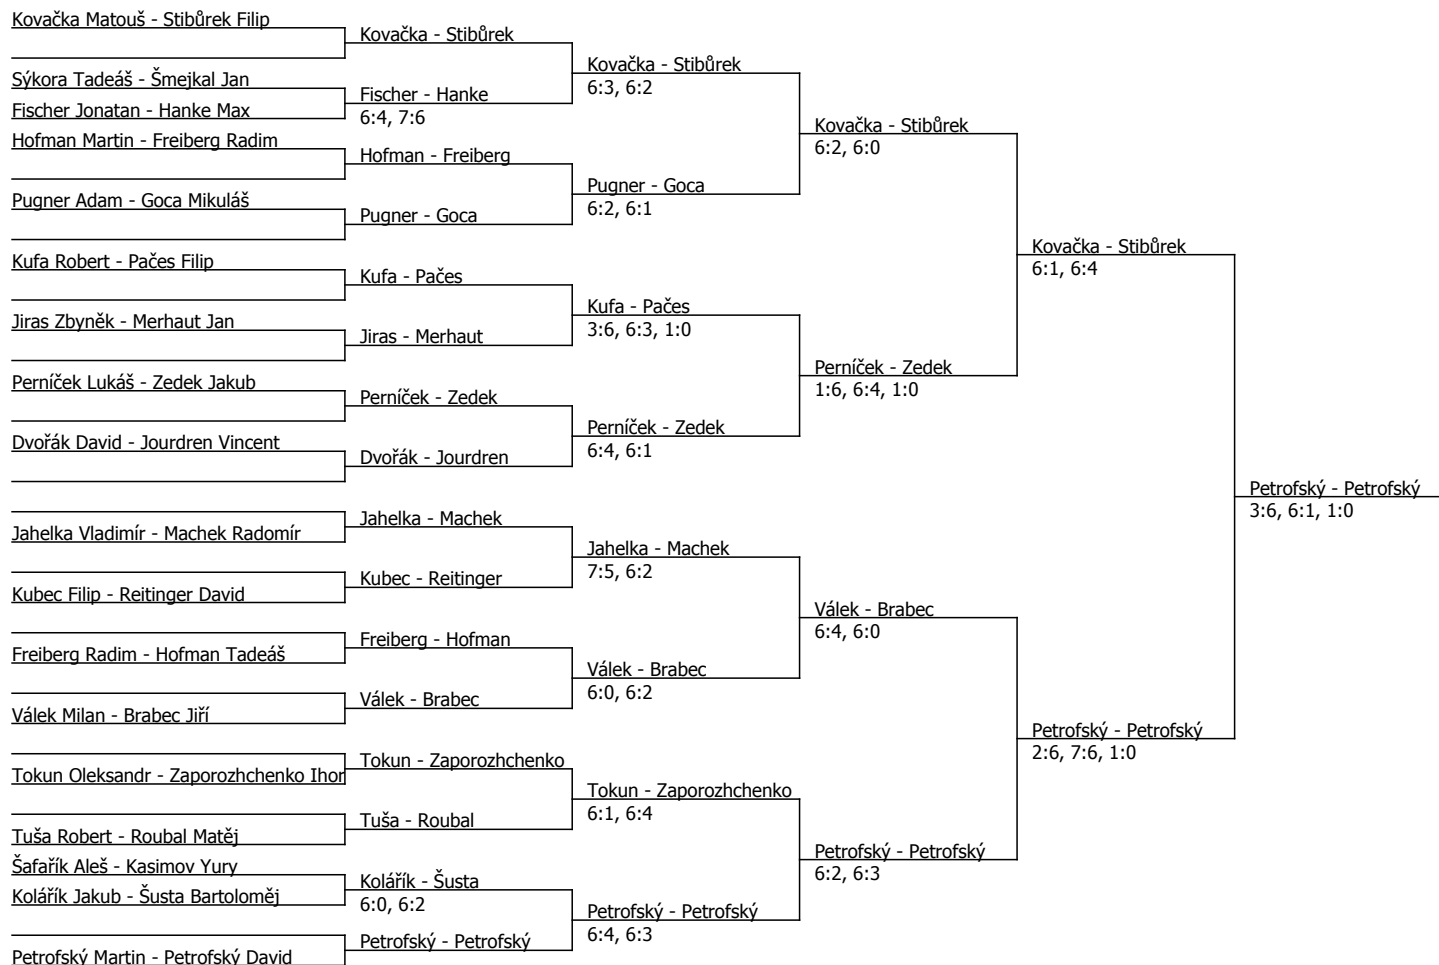 Kovačka Matouš - Stibůrek Filip
Sýkora Tadeáš - Šmejkal Jan
Fischer Jonatan - Hanke Max
Hofman Martin - Freiberg Radim
Pugner Adam - Goca Mikuláš
Kufa Robert - Pačes Filip
Jiras Zbyněk - Merhaut Jan
Perníček Lukáš - Zedek Jakub
Dvořák David - Jourdren Vincent
Jahelka Vladimír - Machek Radomír
Kubec Filip - Reitinger David
Freiberg Radim - Hofman Tadeáš
Válek Milan - Brabec Jiří
Tokun Oleksandr - Zaporozhchenko Ihor
Tuša Robert - Roubal Matěj
Šafařík Aleš - Kasimov Yury
Kolářík Jakub - Šusta Bartoloměj
Petrofský Martin - Petrofský David
Kovačka - Stibůrek
Fischer - Hanke
6:4, 7:6
Hofman - Freiberg
Pugner - Goca
Kufa - Pačes
Jiras - Merhaut
Perníček - Zedek
Dvořák - Jourdren
Jahelka - Machek
Kubec - Reitinger
Freiberg - Hofman
Válek - Brabec
Tokun - Zaporozhchenko
Tuša - Roubal
Kolářík - Šusta
6:0, 6:2
Petrofský - Petrofský
Kovačka - Stibůrek
6:3, 6:2
Pugner - Goca
6:2, 6:1
Kufa - Pačes
3:6, 6:3, 1:0
Perníček - Zedek
6:4, 6:1
Jahelka - Machek
7:5, 6:2
Válek - Brabec
6:0, 6:2
Tokun - Zaporozhchenko
6:1, 6:4
Petrofský - Petrofský
6:4, 6:3
Kovačka - Stibůrek
6:2, 6:0
Perníček - Zedek
1:6, 6:4, 1:0
Válek - Brabec
6:4, 6:0
Petrofský - Petrofský
6:2, 6:3
Kovačka - Stibůrek
6:1, 6:4
Petrofský - Petrofský
2:6, 7:6, 1:0
Petrofský - Petrofský
3:6, 6:1, 1:0